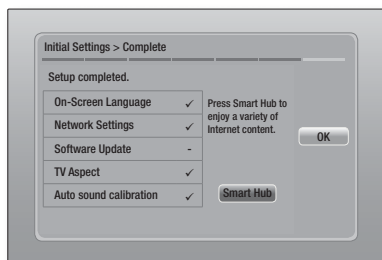 Initial Settings > Complete
Setup completed.
On-Screen Language ✓
Network Settings ✓
Software Update -
TV Aspect ✓
Auto sound calibration ✓
Press Smart Hub to
enjoy a variety of
Internet content.
Smart Hub
OK